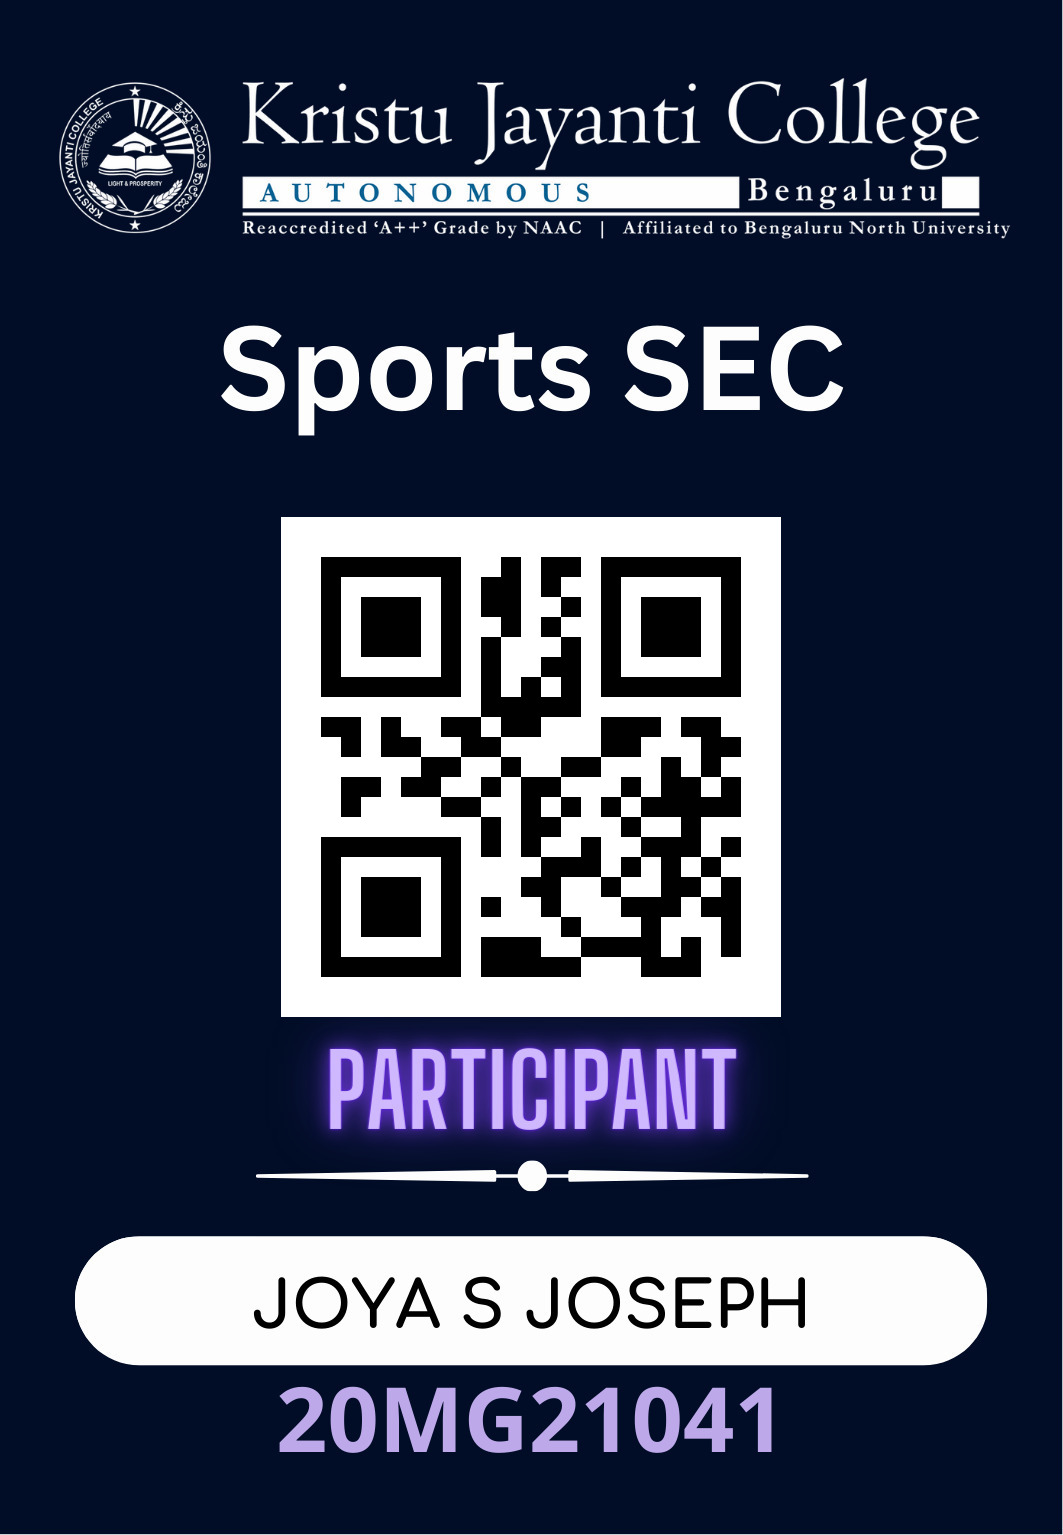 Kristu Jayanti College
AUTONOMOUS Bengaluru
Reaccredited ‘A++’ Grade by NAAC | Affiliated to Bengaluru North University
KRISTU JAYANTI COLLEGE
LIGHT & PROSPERITY
Sports SEC
PARTICIPANT
JOYA S JOSEPH
20MG21041